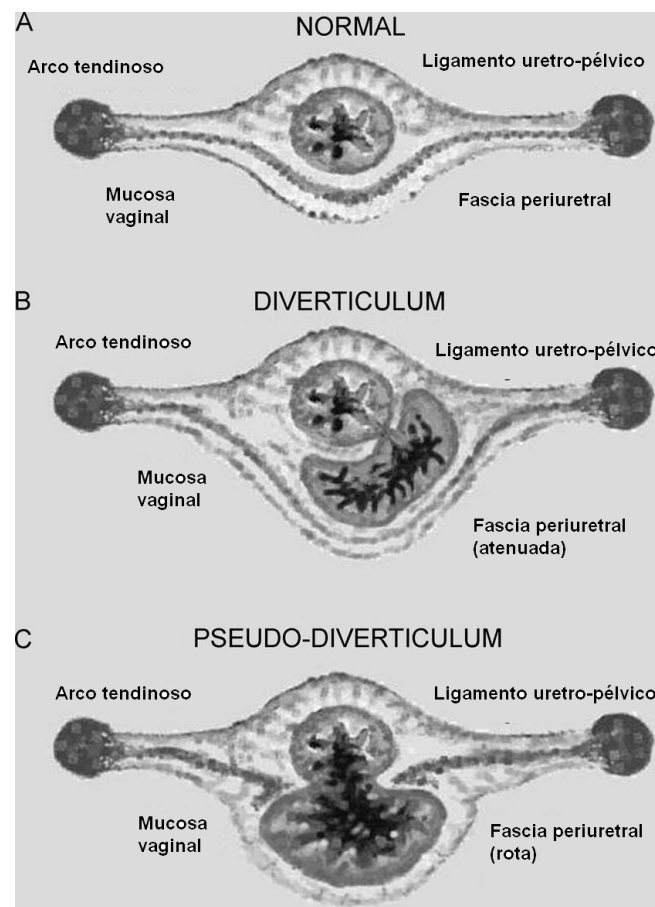 A
NORMAL
Arco tendinoso
Ligamento uretro-pélvico
Mucosa
vaginal
Fascia periuretral
B
DIVERTICULUM
Arco tendinoso
Ligamento uretro-pélvico
Mucosa
vaginal
Fascia periuretral
(atenuada)
C
PSEUDO-DIVERTICULUM
Arco tendinoso
Ligamento uretro-pélvico
Mucosa
vaginal
Fascia periuretral
(rota)